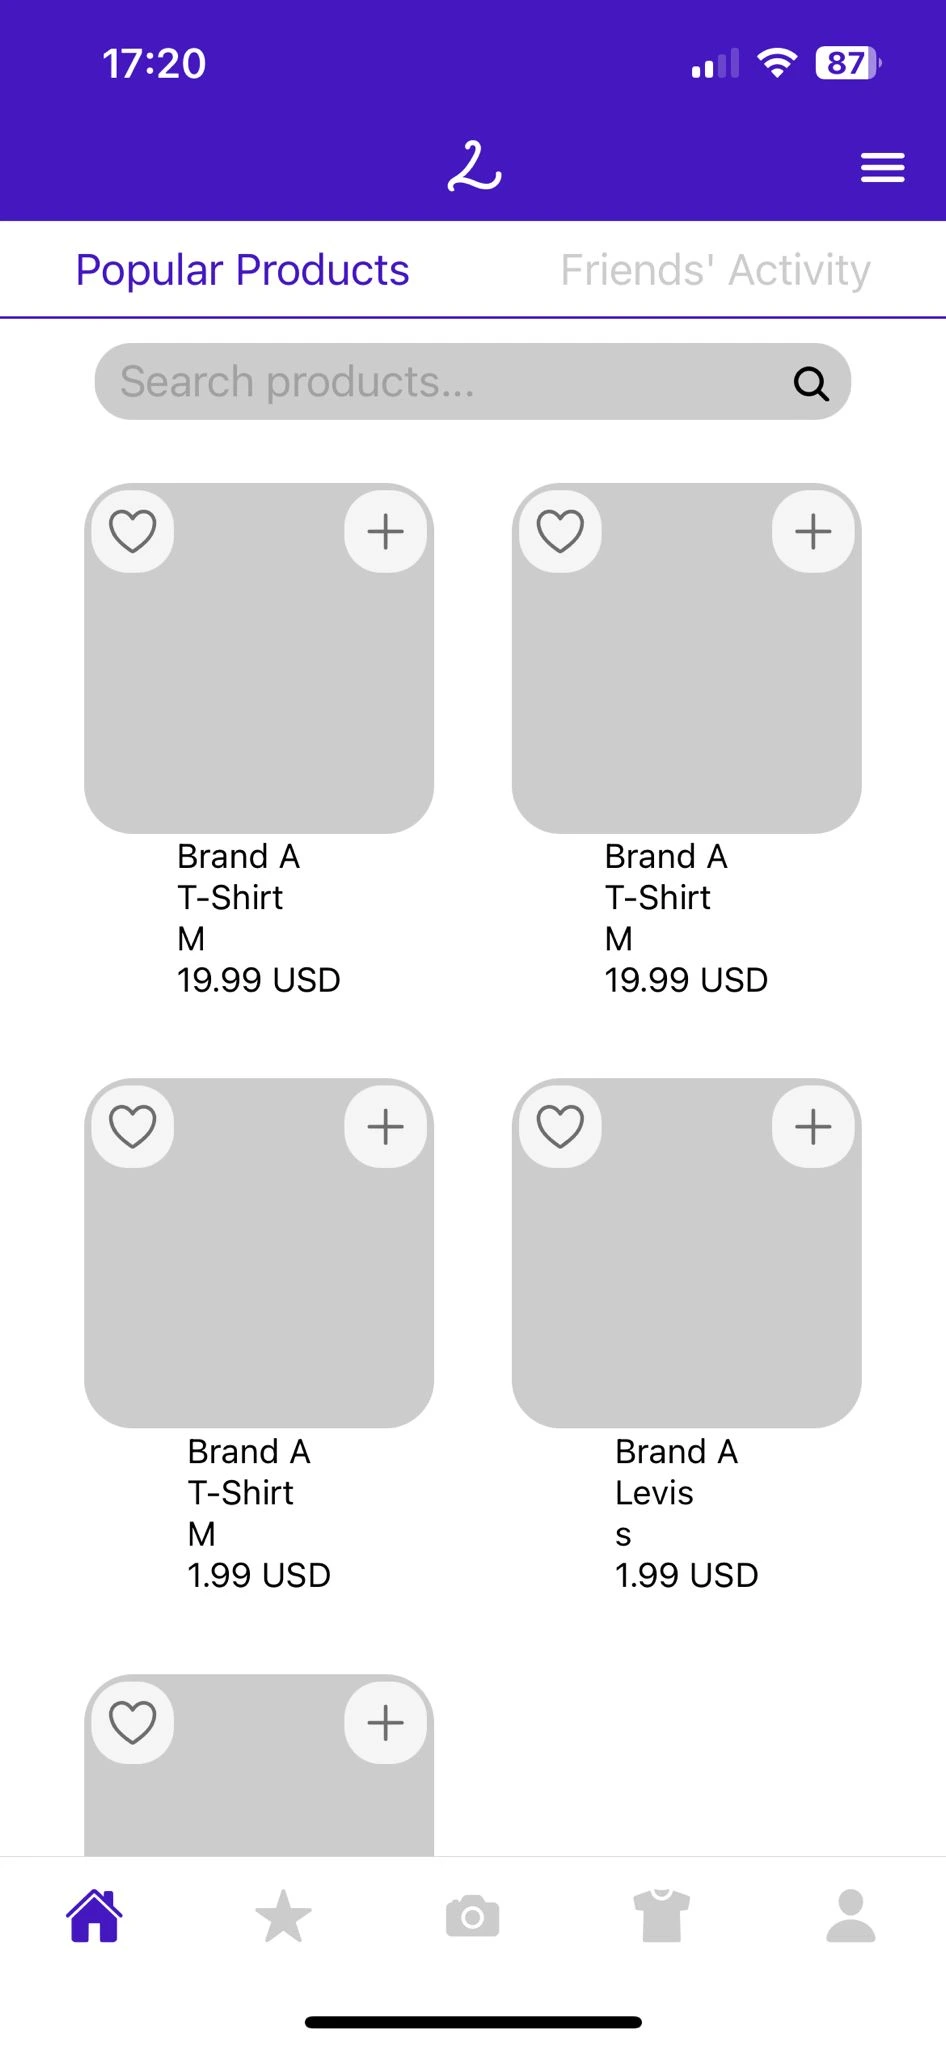 17:20
87
2
Popular Products
Friends' Activity
Search products...
Brand A
T-Shirt
M
19.99 USD
Brand A
T-Shirt
M
19.99 USD
Brand A
T-Shirt
M
1.99 USD
Brand A
Levis
s
1.99 USD